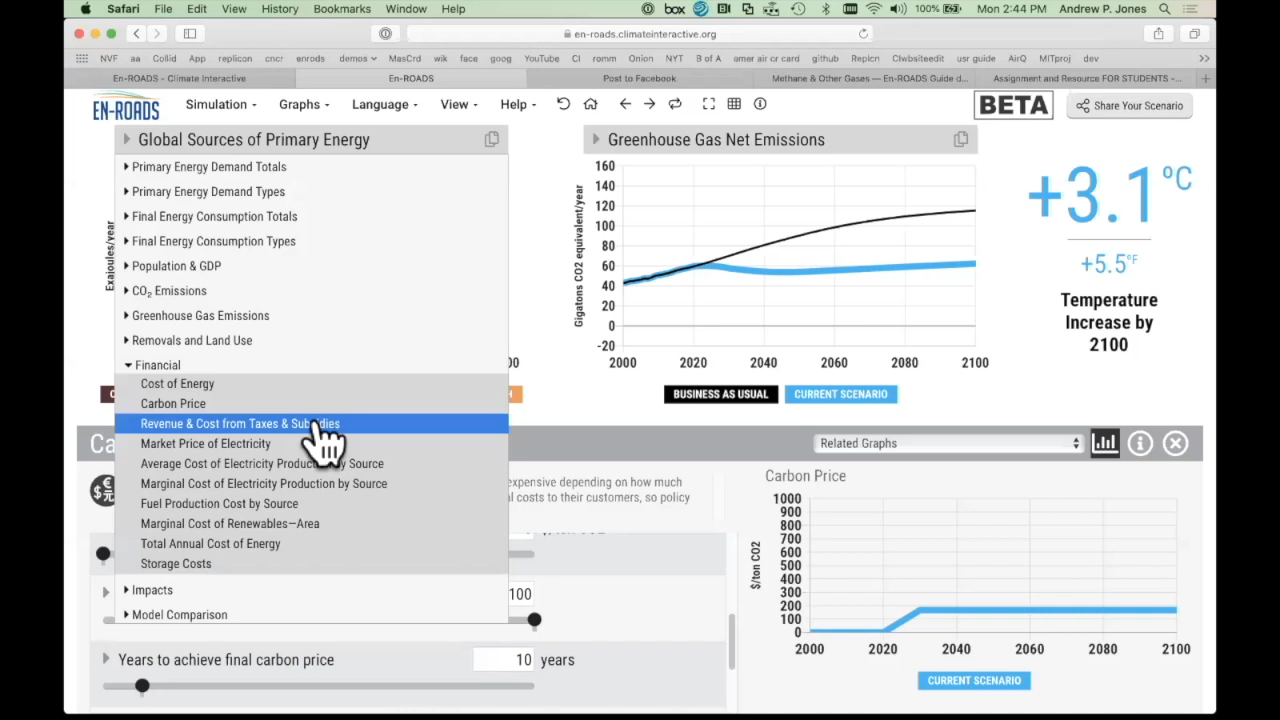 Safari File Edit View History Bookmarks Window Help
box 100% Mon 2:44 PM Andrew P. Jones
en-roads.climateinteractive.org
NVF aa Collid App replicon cncr enrods demos MasCrd wik face goog YouTube CI romm Onion NYT B of A amer air or card github Replcn Clwbsiteedit usor guide AirQ MITproj dev
En-ROADS - Climate Interactive
En-ROADS
Post to Facebook
Methane & Other Gases — En-ROADS Guide d...
Assignment and Resource FOR STUDENTS -...
EN-ROADS
Simulation Graphs Language View Help
BETA
Share Your Scenario
Global Sources of Primary Energy
Primary Energy Demand Totals
Primary Energy Demand Types
Final Energy Consumption Totals
Final Energy Consumption Types
Population & GDP
CO2 Emissions
Greenhouse Gas Emissions
Removals and Land Use
Financial
Cost of Energy
Carbon Price
Revenue & Cost from Taxes & Subsidies
Market Price of Electricity
Average Cost of Electricity Production by Source
Marginal Cost of Electricity Production by Source
Fuel Production Cost by Source
Marginal Cost of Renewables—Area
Total Annual Cost of Energy
Storage Costs
Impacts
Model Comparison
Exajoules/year
00
Greenhouse Gas Net Emissions
Gigatons CO2 equivalent/year
160
140
120
100
80
60
40
20
0
-20
2000 2020 2040 2060 2080 2100
BUSINESS AS USUAL CURRENT SCENARIO
+3.1 ºC
+5.5°F
Temperature
Increase by
2100
Ca
Related Graphs
expensive depending on how much
l costs to their customers, so policy
100
Years to achieve final carbon price 10 years
Carbon Price
$/ton CO2
1000
900
800
700
600
500
400
300
200
100
0
2000 2020 2040 2060 2080 2100
CURRENT SCENARIO